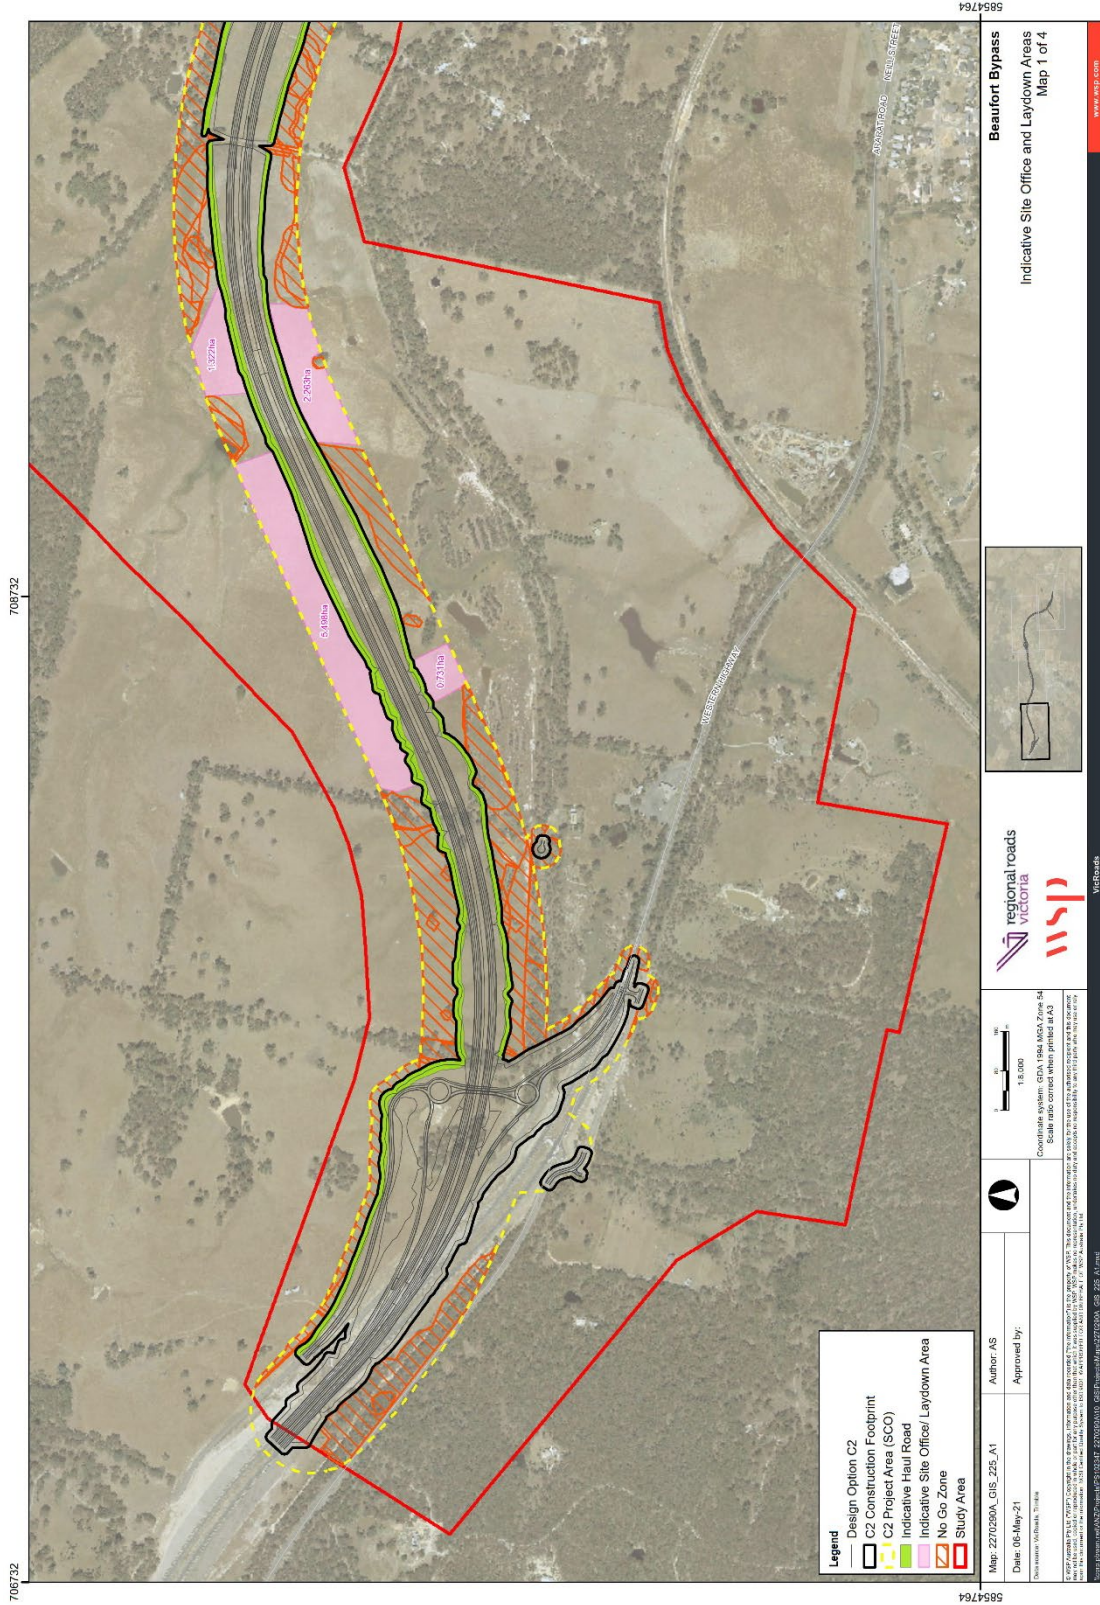 706732
708732
5854764
5854764
1.322ha
2.263ha
5.498ha
0.731ha
WESTERN HIGHWAY
ARARAT ROAD
NEILL STREET
Legend
Design Option C2
C2 Construction Footprint
C2 Project Area (SCO)
Indicative Haul Road
Indicative Site Office/ Laydown Area
No Go Zone
Study Area
Map: 2270290A_GIS_225_A1
Author: AS
Date: 06-May-21
Approved by:
1:8,000
Coordinate system: GDA 1994 MGA Zone 54
Scale ratio correct when printed at A3
regional roads
victoria
wsp
Beaufort Bypass
Indicative Site Office and Laydown Areas
Map 1 of 4
VicRoads
www.wsp.com